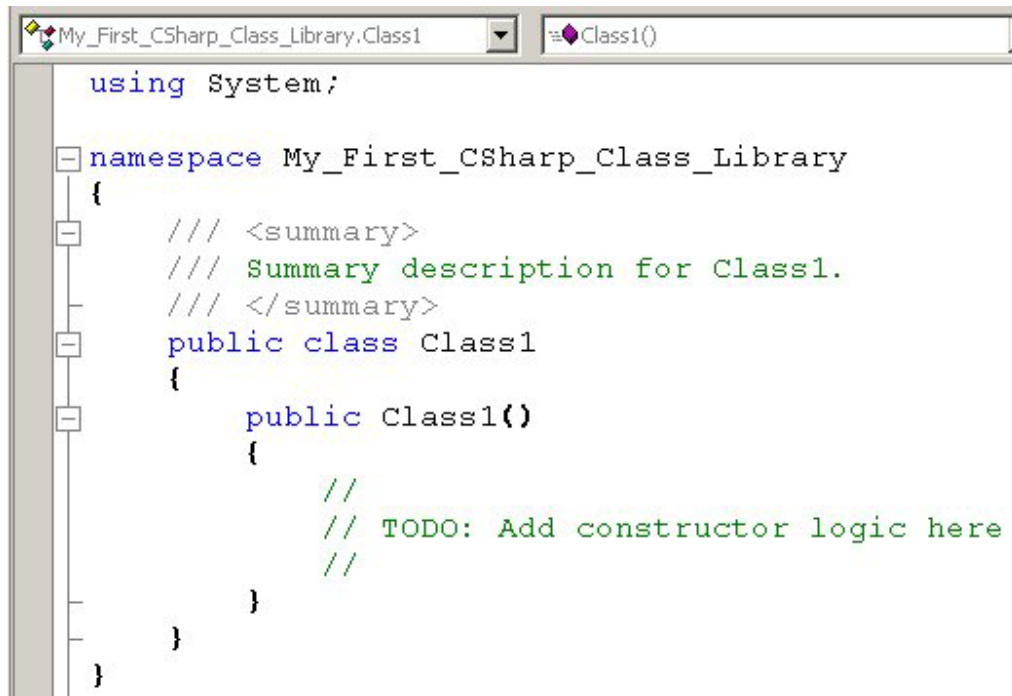 My_First_CSharp_Class_Library.Class1
Class1()
using System;
namespace My_First_CSharp_Class_Library
{
/// <summary>
/// Summary description for Class1.
/// </summary>
public class Class1
{
public Class1()
{
//
// TODO: Add constructor logic here
//
}
}
}